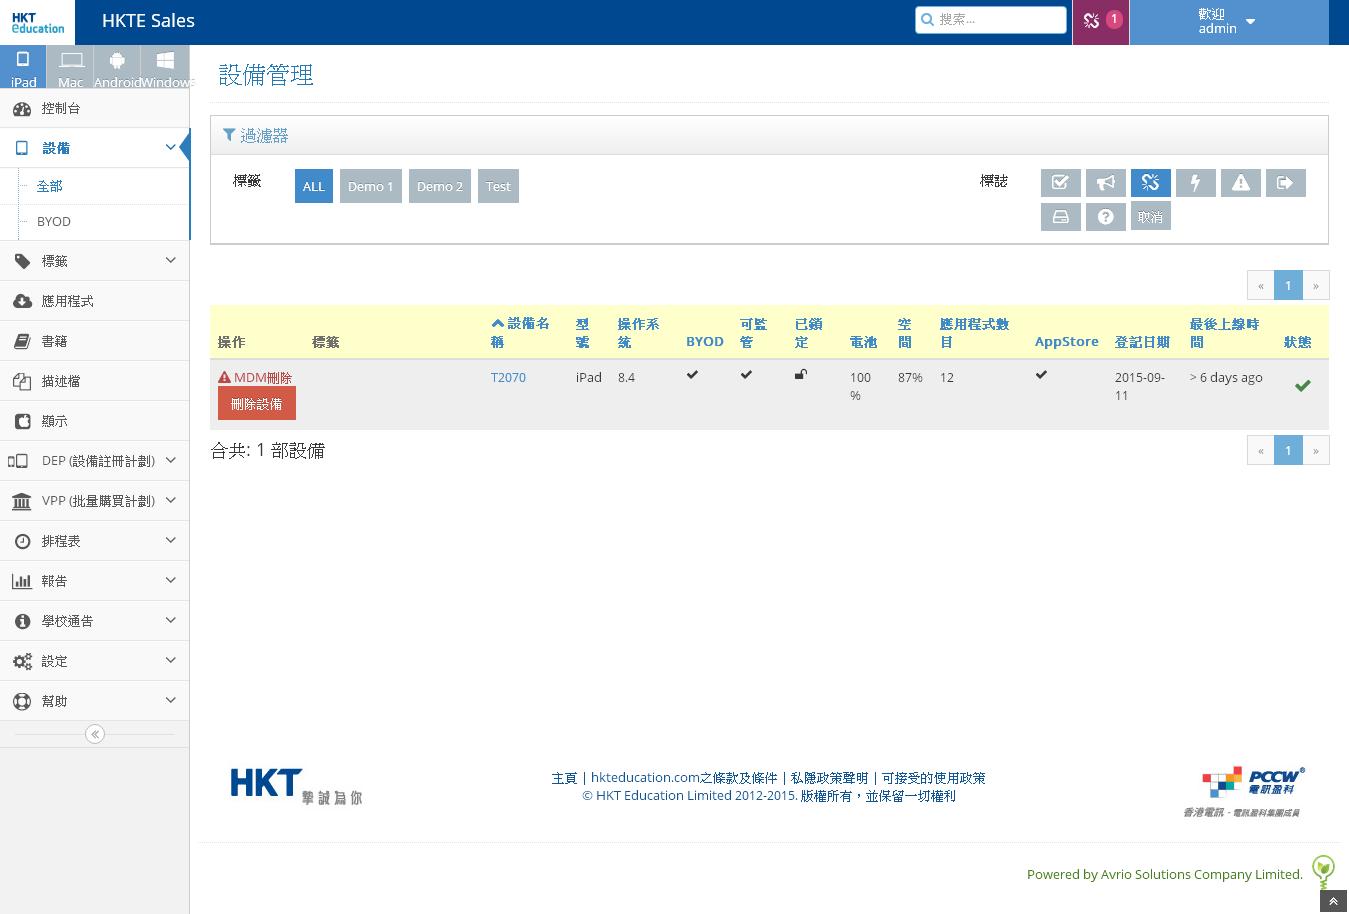 HKT
education
HKTE Sales
搜索...
1
歡迎
admin
iPad
Mac
Android
Windows
控制台
設備
全部
BYOD
標籤
應用程式
書籍
描述檔
顯示
DEP (設備註冊計劃)
VPP (批量購買計劃)
排程表
報告
學校通告
設定
幫助
設備管理
過濾器
標籤
ALL
Demo 1
Demo 2
Test
標誌
取消
« 1 »
操作
標籤
設備名稱
型號
操作系統
BYOD
可監管
已鎖定
電池
空間
應用程式數目
AppStore
登記日期
最後上線時間
狀態
MDM刪除
刪除設備
T2070
iPad
8.4
100%
87%
12
2015-09-11
> 6 days ago
合共: 1 部設備
« 1 »
HKT 摯誠為你
主頁 | hkteducation.com之條款及條件 | 私隱政策聲明 | 可接受的使用政策
© HKT Education Limited 2012-2015. 版權所有，並保留一切權利
PCCW®
電訊盈科
香港電訊 - 電訊盈科集團成員
Powered by Avrio Solutions Company Limited.